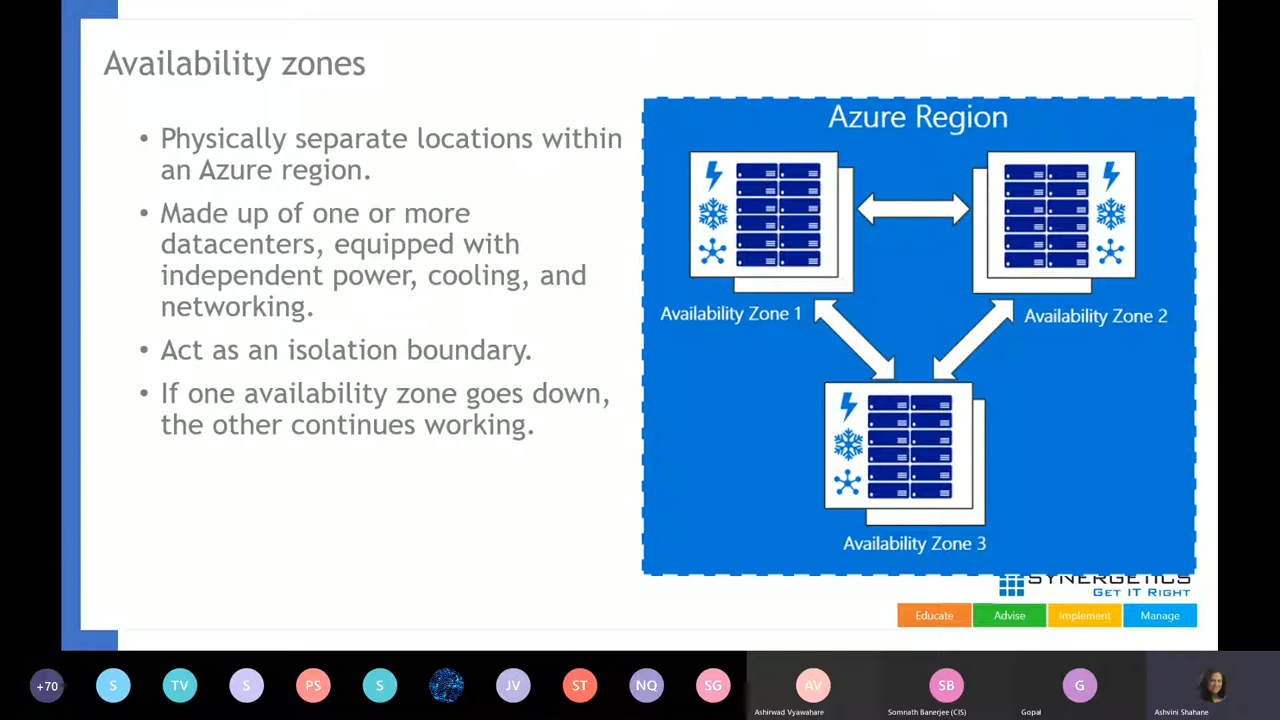 Availability zones
• Physically separate locations within
an Azure region.
• Made up of one or more
datacenters, equipped with
independent power, cooling, and
networking.
• Act as an isolation boundary.
• If one availability zone goes down,
the other continues working.
Azure Region
Availability Zone 1
Availability Zone 2
Availability Zone 3
SYNERGETICS
GET IT RIGHT
Educate
Advise
Implement
Manage
+70
S
TV
S
PS
S
JV
ST
NQ
SG
AV
SB
G
Ashirwad Vyawahare
Somnath Banerjee (CIS)
Gopal
Ashvini Shahane